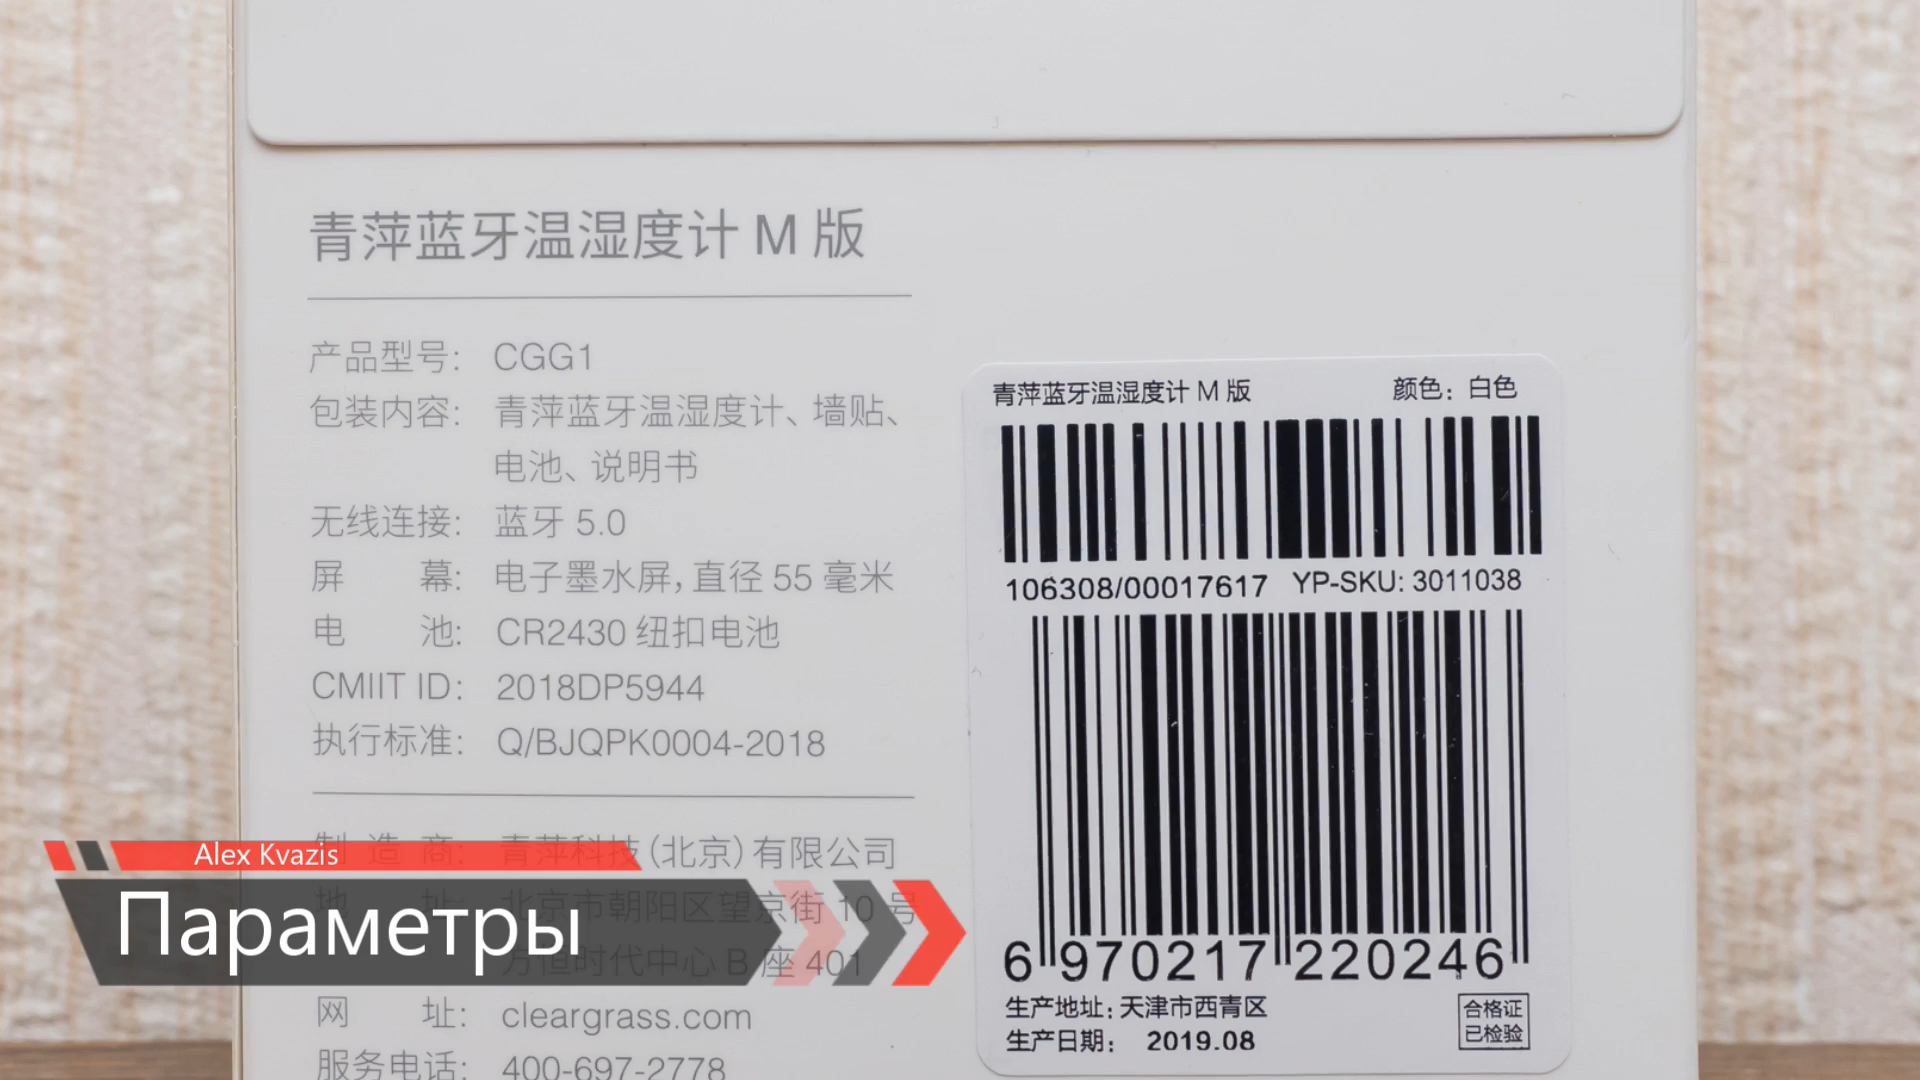 青萍蓝牙温湿度计 M 版
产品型号: CGG1
包装内容: 青萍蓝牙温湿度计、墙贴、
电池、说明书
无线连接: 蓝牙 5.0
屏幕: 电子墨水屏, 直径 55 毫米
电池: CR2430 纽扣电池
CMIIT ID: 2018DP5944
执行标准: Q/BJQPK0004-2018
制造商: 青萍科技 (北京) 有限公司
地址: 北京市朝阳区望京街 10 号
方恒时代中心 B 座 401
网址: cleargrass.com
服务电话: 400-697-2778
青萍蓝牙温湿度计 M 版 颜色: 白色
106308/00017617 YP-SKU: 3011038
6 970217 220246
生产地址: 天津市西青区
生产日期: 2019.08
合格证
已检验
Alex Kvazis
Параметры